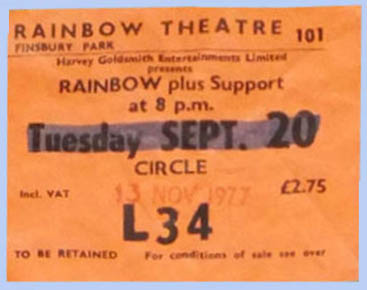 RAINBOW THEATRE 101
FINSBURY PARK
Harvey Goldsmith Entertainments Limited
presents
RAINBOW plus Support
at 8 p.m.
Tuesday SEPT. 20
CIRCLE
Incl. VAT 13 NOV 1977 £2.75
L34
TO BE RETAINED For conditions of sale see over